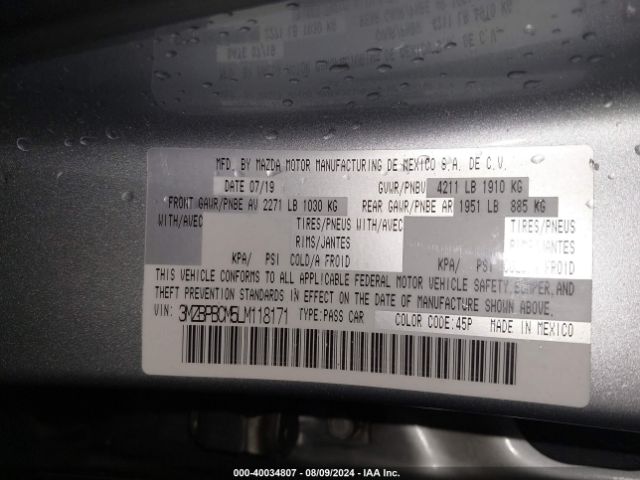 MFD. BY MAZDA MOTOR MANUFACTURING DE MEXICO S.A. DE C.V.
DATE 07/19 GVWR/PNBV 4211 LB 1910 KG
FRONT GAWR/PNBE AV 2271 LB 1030 KG REAR GAWR/PNBE AR 1951 LB 885 KG
WITH/AVEC TIRES/PNEUS WITH/AVEC TIRES/PNEUS
RIMS/JANTES RIMS/JANTES
KPA/ PSI COLD/A FROID KPA/ PSI COLD/A FROID
THIS VEHICLE CONFORMS TO ALL APPLICABLE FEDERAL MOTOR VEHICLE SAFETY, BUMPER, AND
THEFT PREVENTION STANDARDS IN EFFECT ON THE DATE OF MANUFACTURE SHOWN ABOVE.
VIN: 3MZBPBCM5LM118171 TYPE:PASS CAR COLOR CODE:45P MADE IN MEXICO
000-40034807 - 08/09/2024 - IAA Inc.